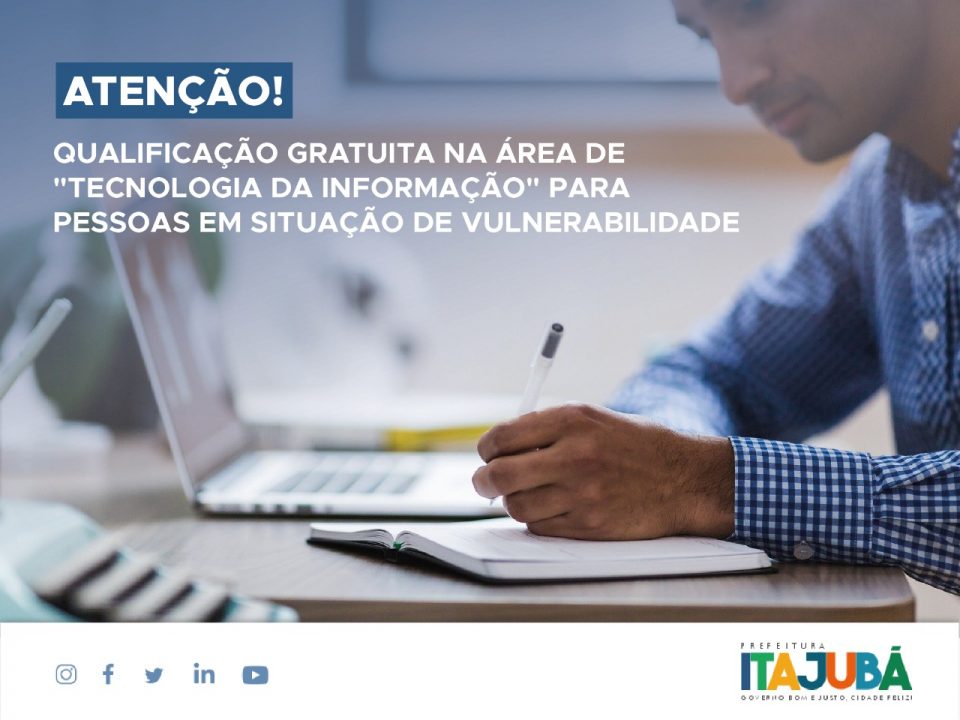 ATENÇÃO!
QUALIFICAÇÃO GRATUITA NA ÁREA DE
"TECNOLOGIA DA INFORMAÇÃO" PARA
PESSOAS EM SITUAÇÃO DE VULNERABILIDADE
PREFEITURA
ITAJUBÁ
GOVERNO BOM E JUSTO, CIDADE FELIZ!